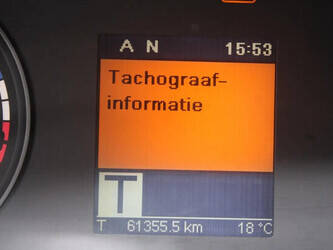 A N 15:53
Tachograaf-
informatie
T
T 61355.5 km 18 °C